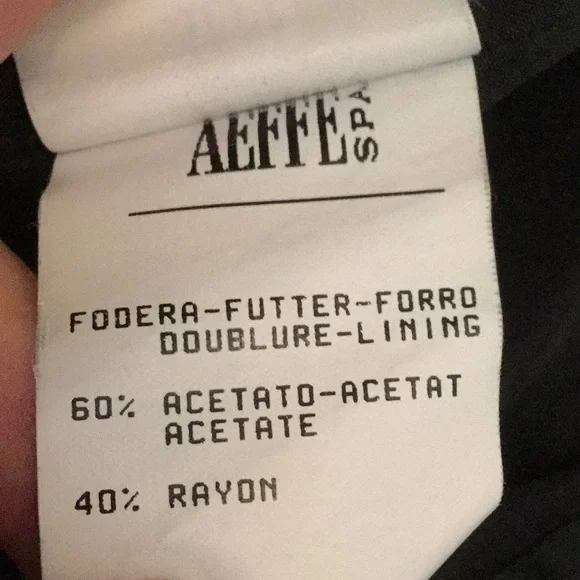 AEFFE SPA
FODERA-FUTTER-FORRO
DOUBLURE-LINING
60% ACETATO-ACETAT
ACETATE
40% RAYON